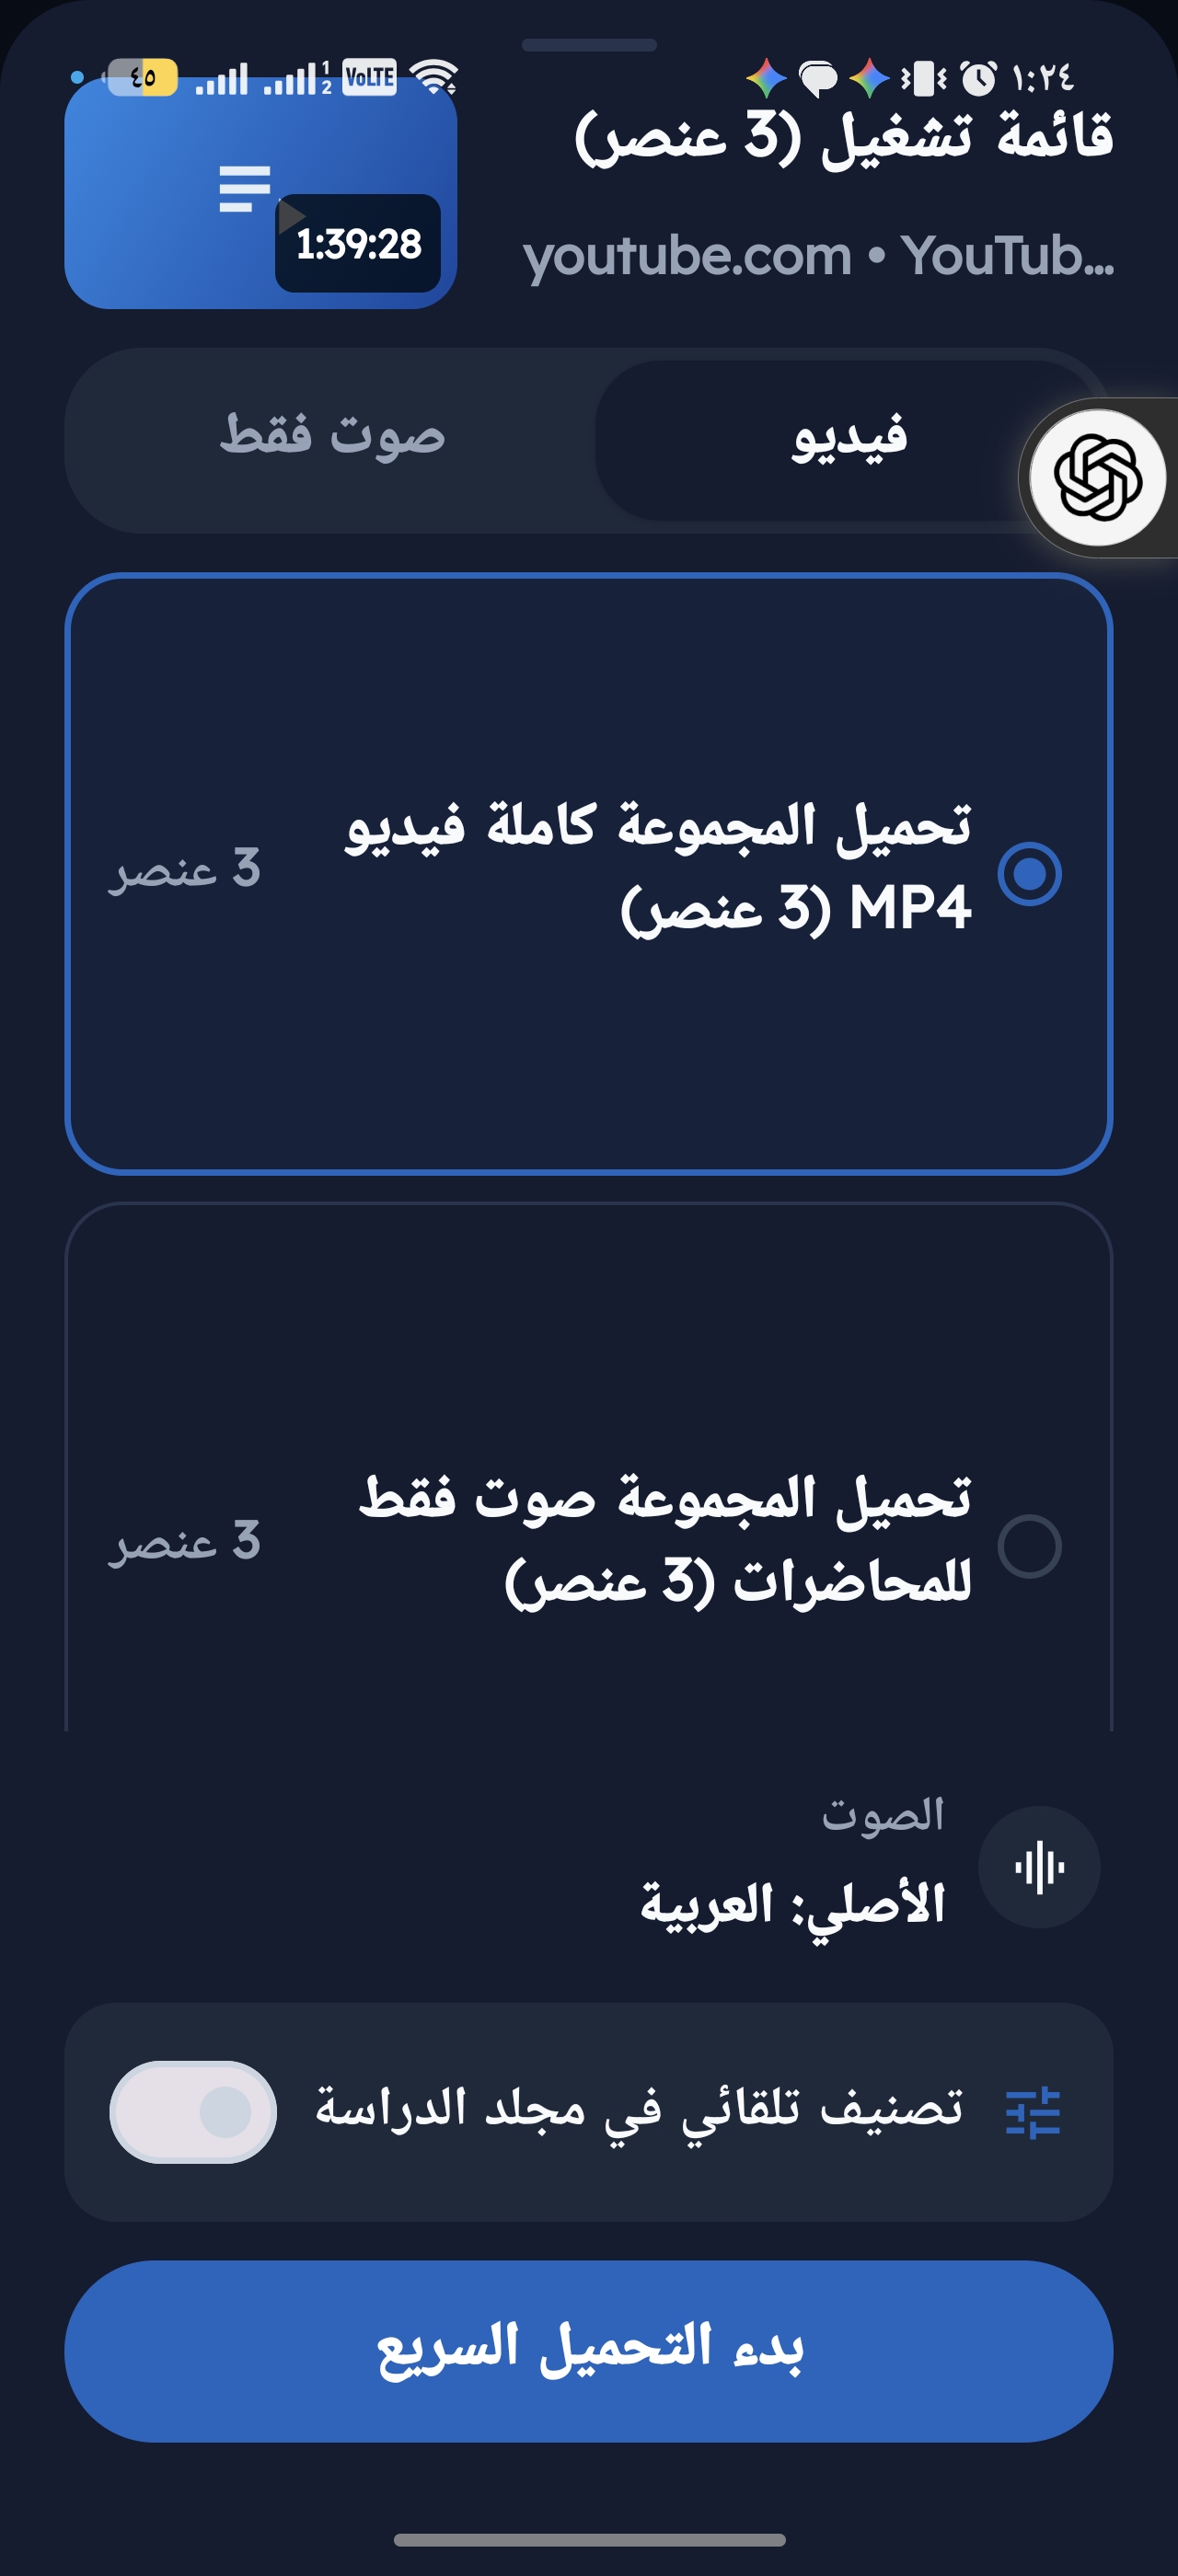 ١:٢٤
VoLTE
1
2
٤٥
قائمة تشغيل (3 عنصر)
youtube.com • YouTub...
1:39:28
فيديو
صوت فقط
تحميل المجموعة كاملة فيديو
MP4 (3 عنصر)
3 عنصر
تحميل المجموعة صوت فقط
للمحاضرات (3 عنصر)
3 عنصر
الصوت
الأصلي: العربية
تصنيف تلقائي في مجلد الدراسة
بدء التحميل السريع